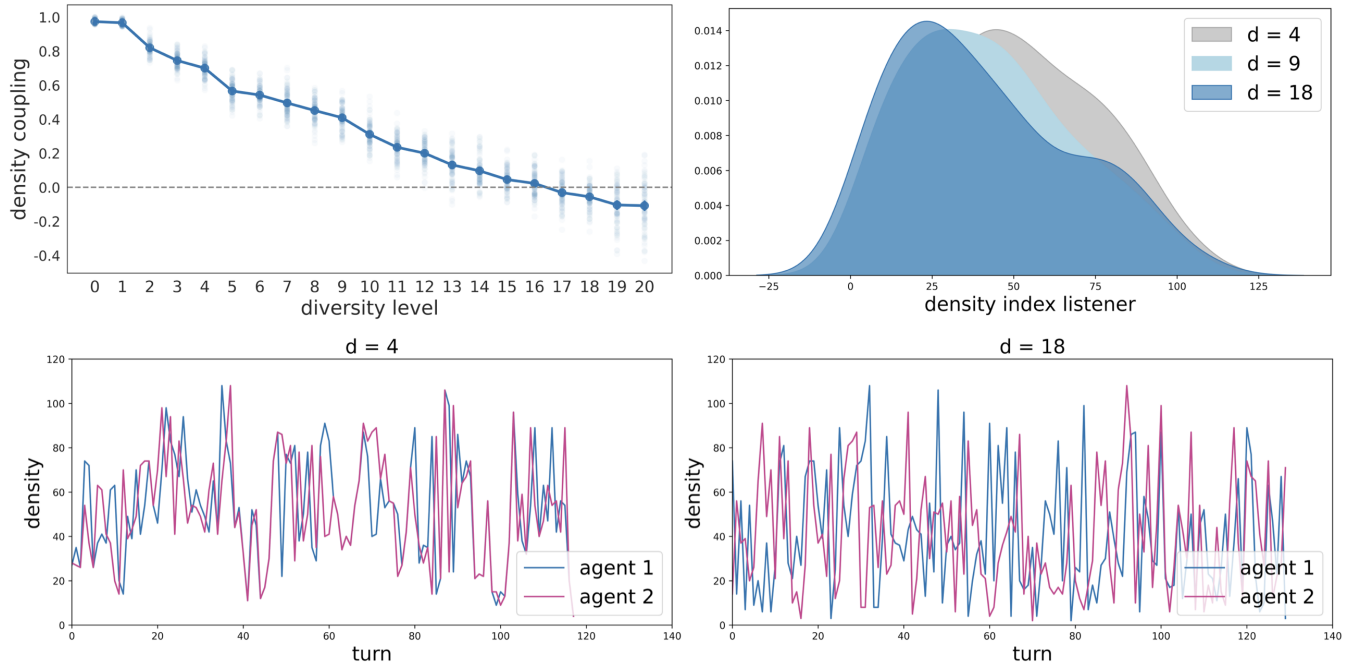 density coupling
1.0
0.8
0.6
0.4
0.2
0.0
-0.2
-0.4
0 1 2 3 4 5 6 7 8 9 10 11 12 13 14 15 16 17 18 19 20
diversity level
0.014
0.012
0.010
0.008
0.006
0.004
0.002
0.000
d = 4
d = 9
d = 18
−25 0 25 50 75 100 125
density index listener
d = 4
density
120
100
80
60
40
20
0
agent 1
agent 2
0 20 40 60 80 100 120 140
turn
d = 18
density
120
100
80
60
40
20
0
agent 1
agent 2
0 20 40 60 80 100 120 140
turn